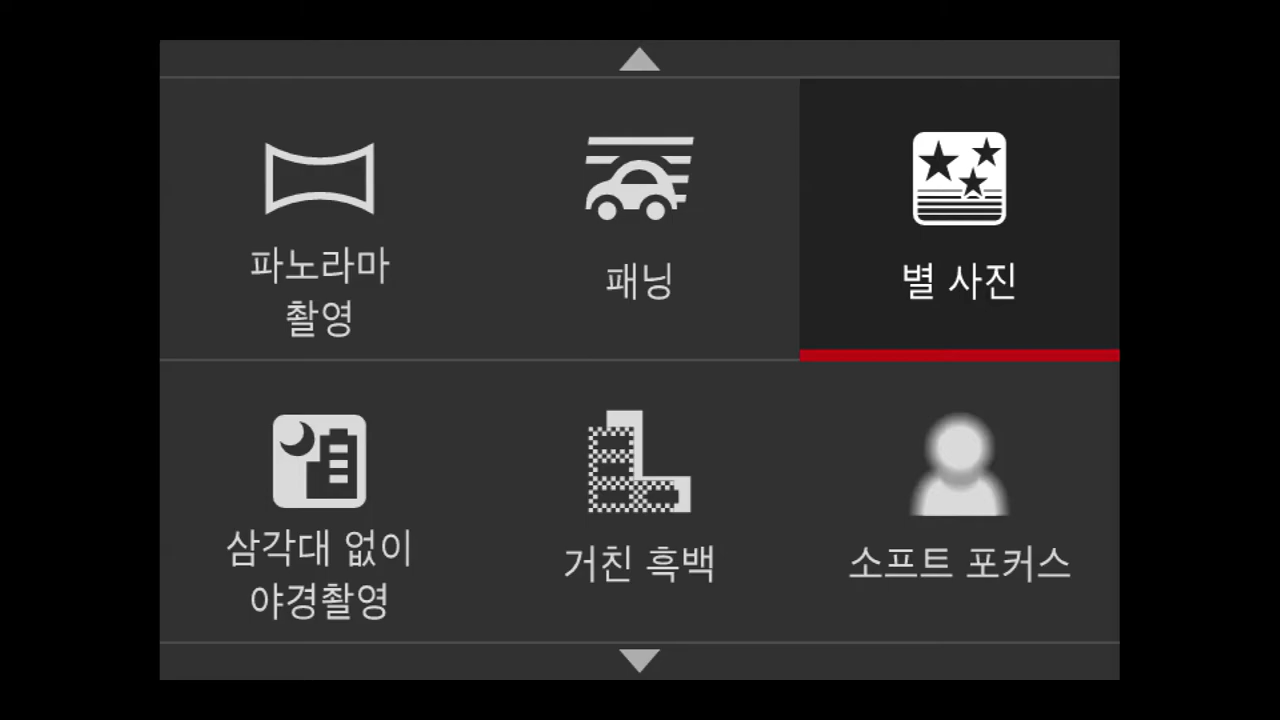 파노라마
촬영
패닝
별 사진
삼각대 없이
야경촬영
거친 흑백
소프트 포커스